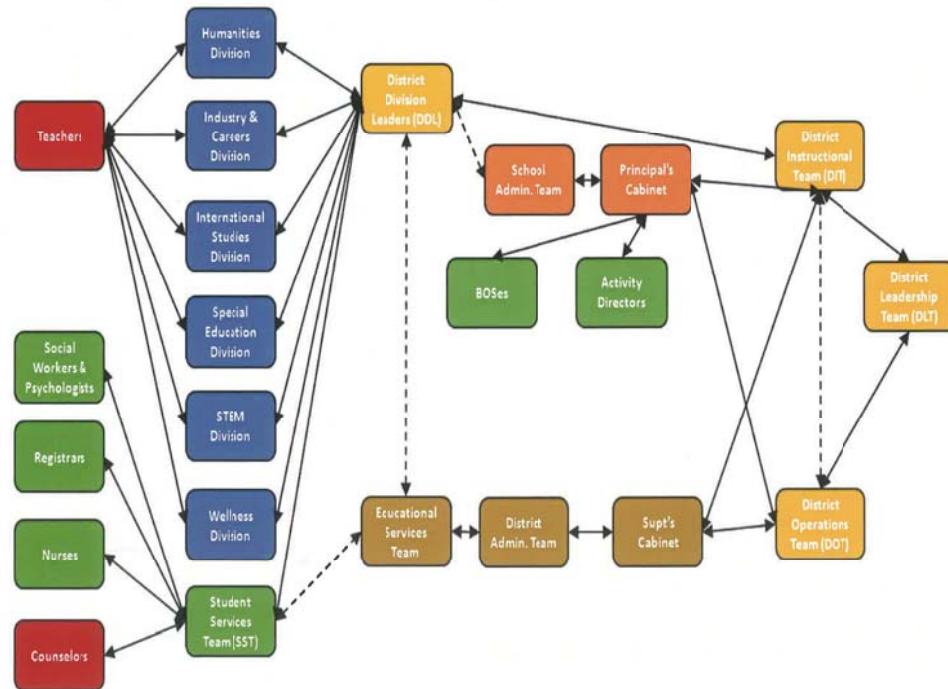 Humanities
Division
Teachers
Industry &
Careers
Division
International
Studies
Division
Special
Education
Division
Social
Workers &
Psychologists
STEM
Division
Registrars
Wellness
Division
Nurses
Student
Services
Team (SST)
Counselors
District
Division
Leaders (DDL)
School
Admin. Team
Principal's
Cabinet
BOSes
Activity
Directors
District
Instructional
Team (DIT)
District
Leadership
Team (DLT)
Educational
Services
Team
District
Admin. Team
Supt's
Cabinet
District
Operations
Team (DOT)